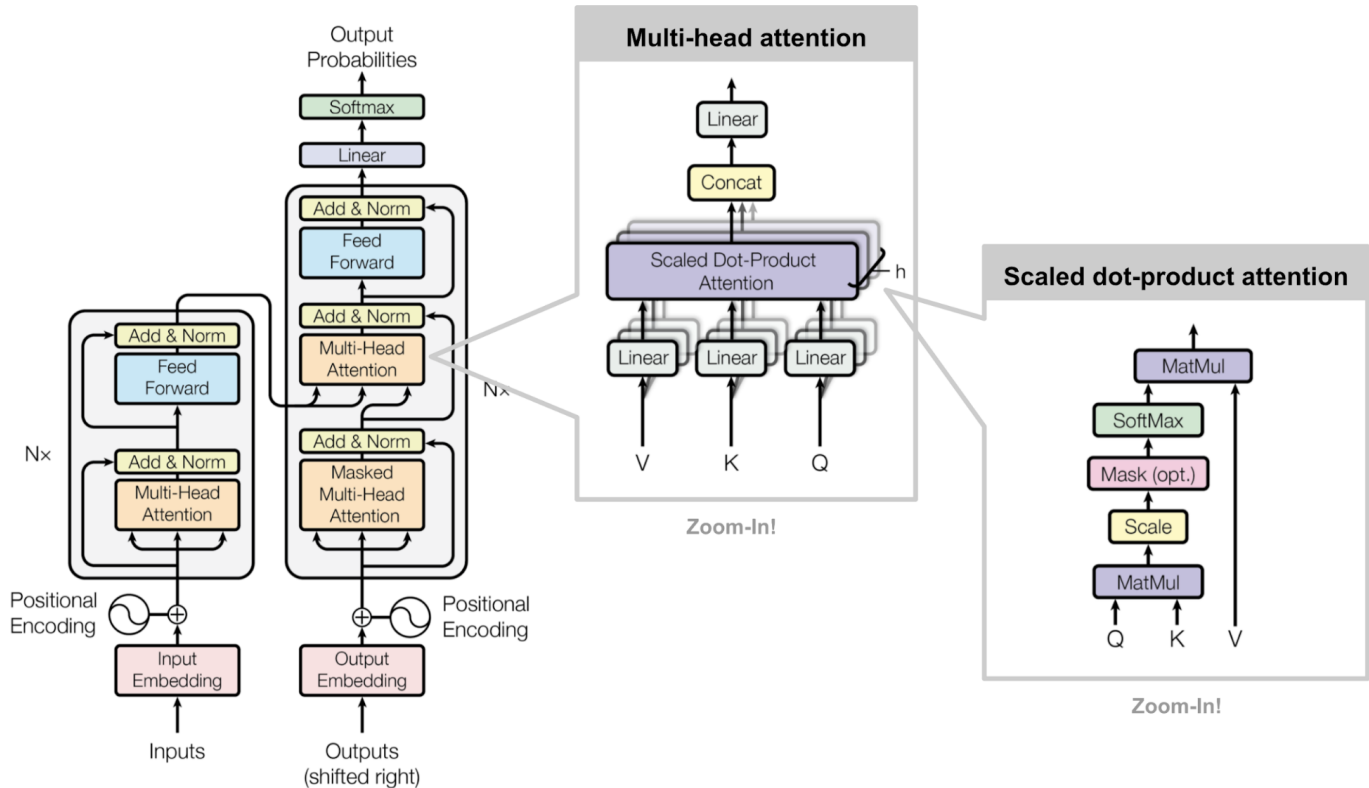 Output
Probabilities
Softmax
Linear
Add & Norm
Feed
Forward
Add & Norm
Multi-Head
Attention
Add & Norm
Masked
Multi-Head
Attention
N×
Add & Norm
Feed
Forward
N×
Add & Norm
Multi-Head
Attention
Positional
Encoding
Positional
Encoding
Input
Embedding
Output
Embedding
Inputs
Outputs
(shifted right)
Multi-head attention
Linear
Concat
Scaled Dot-Product
Attention
h
Linear
Linear
Linear
V
K
Q
Zoom-In!
Scaled dot-product attention
MatMul
SoftMax
Mask (opt.)
Scale
MatMul
Q
K
V
Zoom-In!